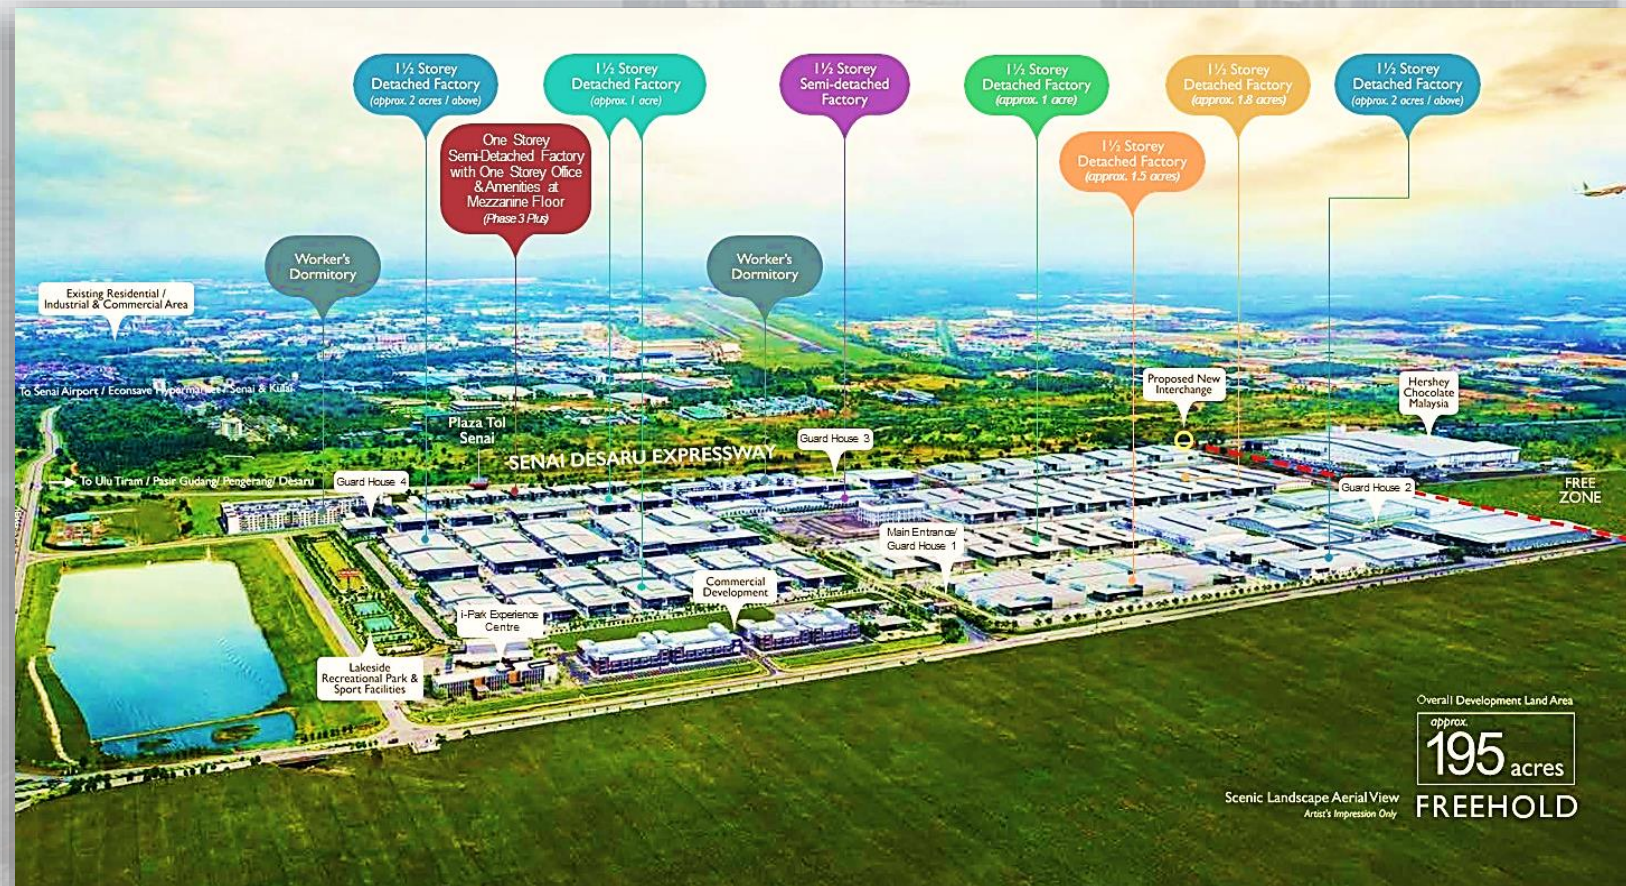 1½ Storey
Detached Factory
(approx. 2 acres / above)
1½ Storey
Detached Factory
(approx. 1 acre)
1½ Storey
Semi-detached
Factory
1½ Storey
Detached Factory
(approx. 1 acre)
1½ Storey
Detached Factory
(approx. 1.8 acres)
1½ Storey
Detached Factory
(approx. 2 acres / above)
One Storey
Semi-Detached Factory
with One Storey Office
& Amenities at
Mezzanine Floor
(Phase 3 Plus)
1½ Storey
Detached Factory
(approx. 1.5 acres)
Worker's
Dormitory
Worker's
Dormitory
Existing Residential /
Industrial & Commercial Area
To Senai Airport / Econsave Hypermarket / Senai & Kulai
Proposed New
Interchange
Hershey
Chocolate
Malaysia
Plaza Tol
Senai
SENAI DESARU EXPRESSWAY
Guard House 3
To Ulu Tiram / Pasir Gudang/ Pengerang/ Desaru
Guard House 4
Guard House 2
FREE
ZONE
Main Entrance/
Guard House 1
Commercial
Development
i-Park Experience
Centre
Lakeside
Recreational Park &
Sport Facilities
Overall Development Land Area
approx.
195 acres
FREEHOLD
Scenic Landscape Aerial View
Artist's Impression Only